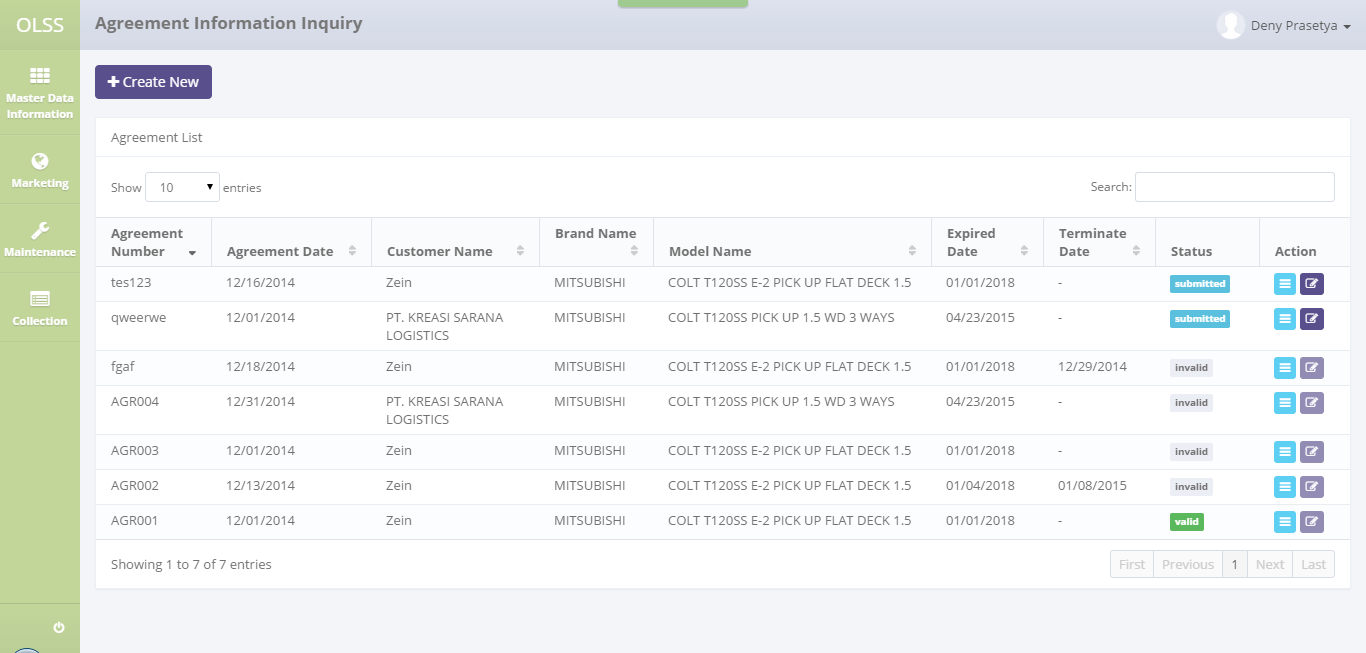 OLSS
Agreement Information Inquiry
Deny Prasetya
Master Data
Information
Marketing
Maintenance
Collection
Create New
Agreement List
Show 10 entries
Search:
Agreement Number Agreement Date Customer Name Brand Name Model Name Expired Date Terminate Date Status Action
tes123 12/16/2014 Zein MITSUBISHI COLT T120SS E-2 PICK UP FLAT DECK 1.5 01/01/2018 - submitted
qweerwe 12/01/2014 PT. KREASI SARANA LOGISTICS MITSUBISHI COLT T120SS PICK UP 1.5 WD 3 WAYS 04/23/2015 - submitted
fgaf 12/18/2014 Zein MITSUBISHI COLT T120SS E-2 PICK UP FLAT DECK 1.5 01/01/2018 12/29/2014 invalid
AGR004 12/31/2014 PT. KREASI SARANA LOGISTICS MITSUBISHI COLT T120SS PICK UP 1.5 WD 3 WAYS 04/23/2015 - invalid
AGR003 12/01/2014 Zein MITSUBISHI COLT T120SS E-2 PICK UP FLAT DECK 1.5 01/01/2018 - invalid
AGR002 12/13/2014 Zein MITSUBISHI COLT T120SS E-2 PICK UP FLAT DECK 1.5 01/04/2018 01/08/2015 invalid
AGR001 12/01/2014 Zein MITSUBISHI COLT T120SS E-2 PICK UP FLAT DECK 1.5 01/01/2018 - valid
Showing 1 to 7 of 7 entries
First Previous 1 Next Last